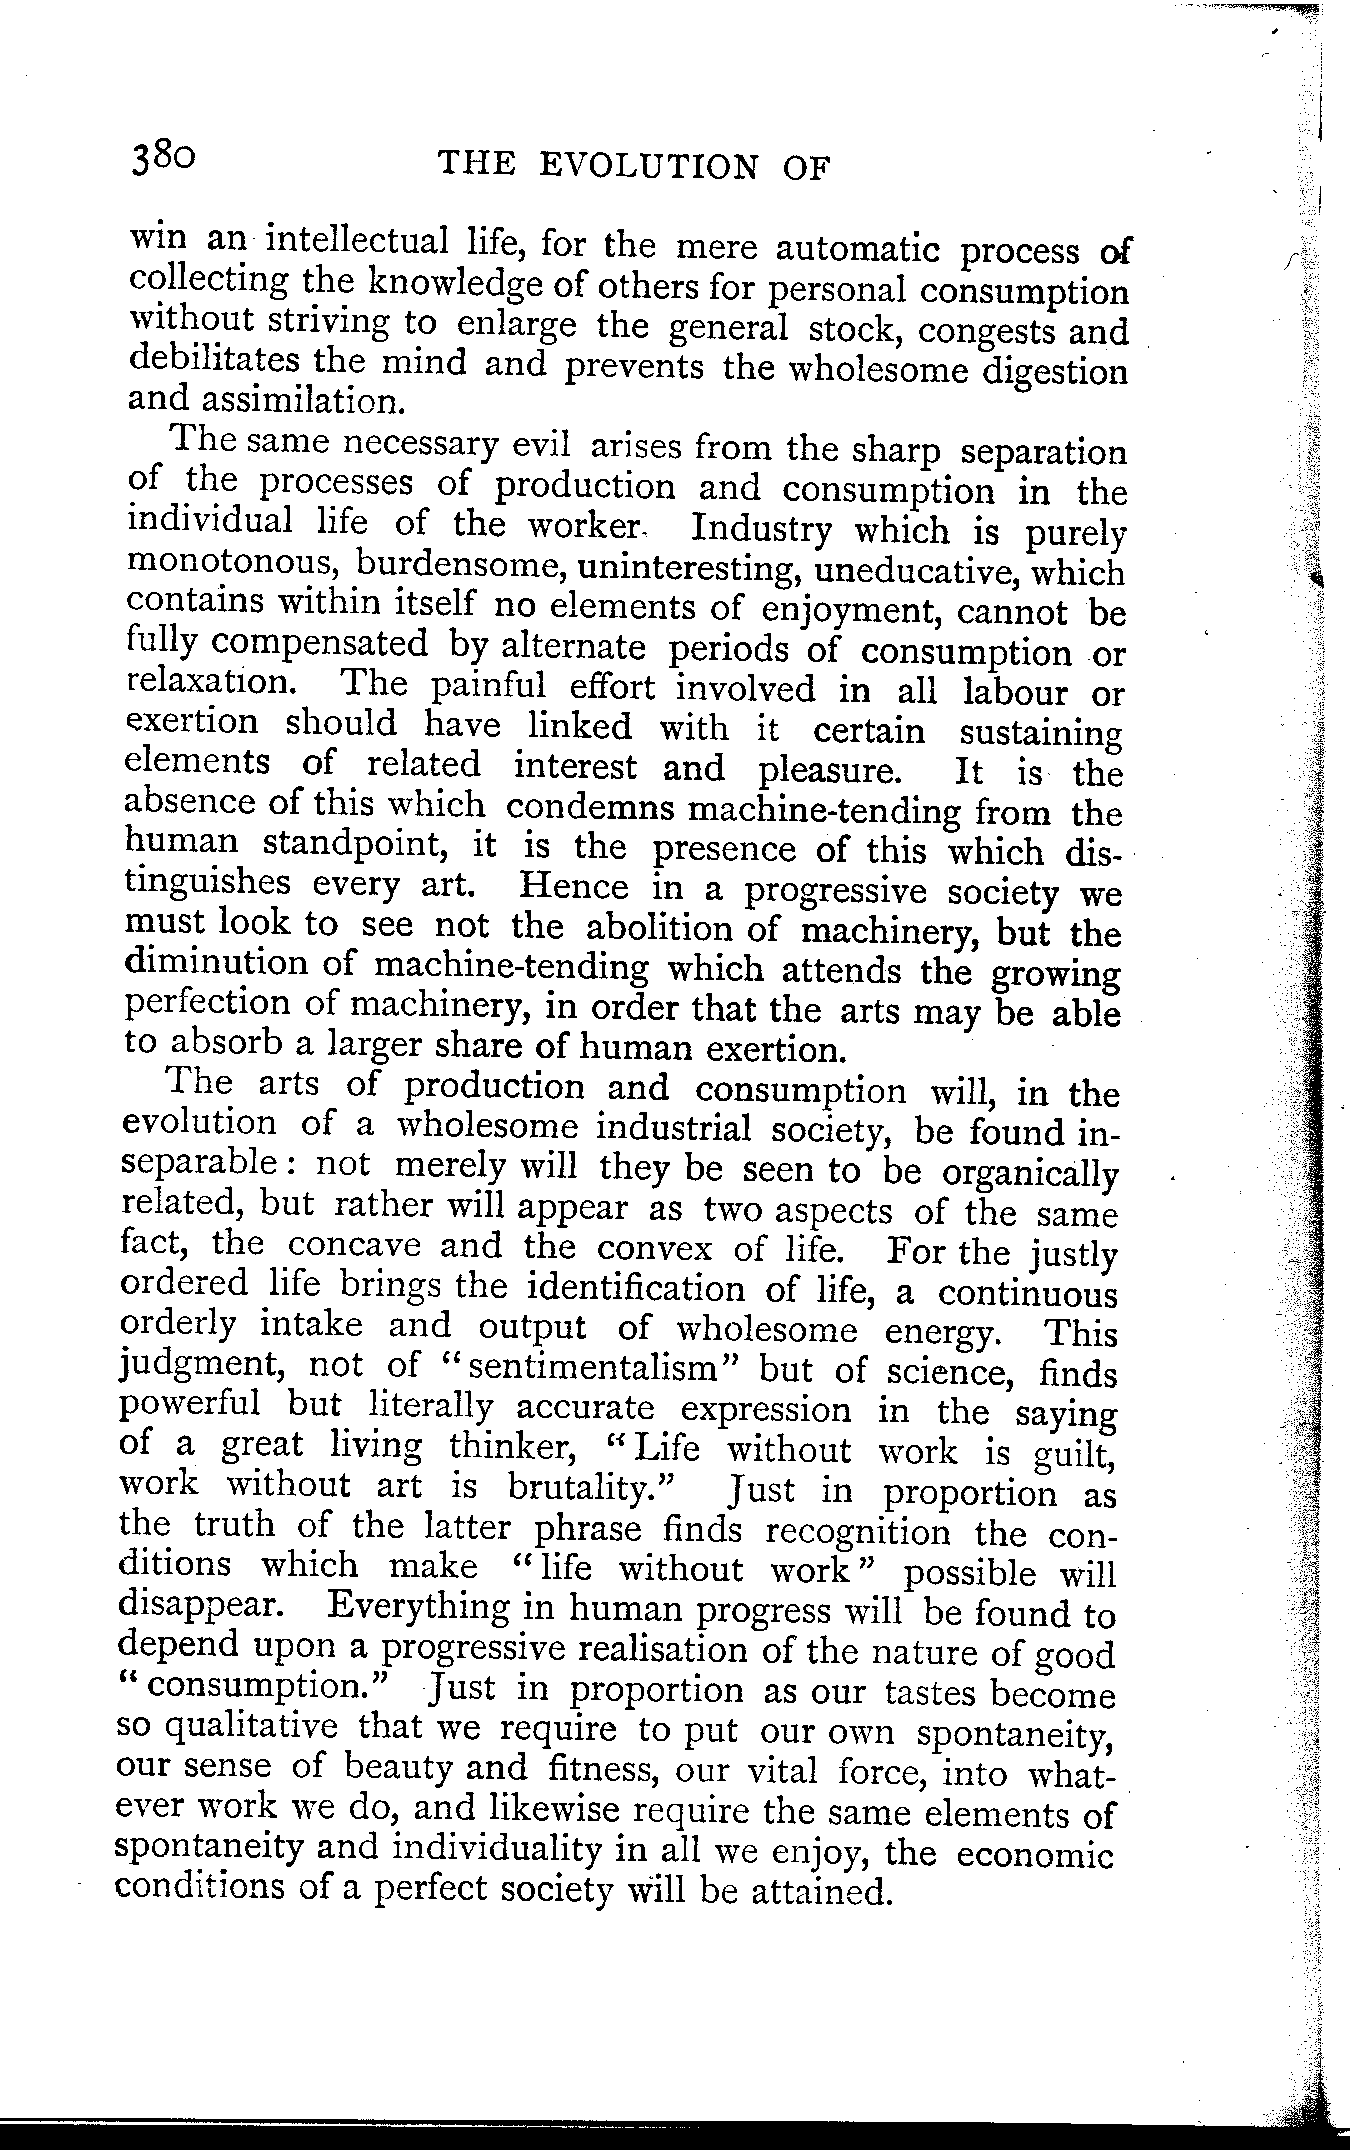 380 THE EVOLUTION OF
win an intellectual life, for the mere automatic process of
collecting the knowledge of others for personal consumption
without striving to enlarge the general stock, congests and
debilitates the mind and prevents the wholesome digestion
and assimilation.
The same necessary evil arises from the sharp separation
of the processes of production and consumption in the
individual life of the worker. Industry which is purely
monotonous, burdensome, uninteresting, uneducative, which
contains within itself no elements of enjoyment, cannot be
fully compensated by alternate periods of consumption or
relaxation. The painful effort involved in all labour or
exertion should have linked with it certain sustaining
elements of related interest and pleasure. It is the
absence of this which condemns machine-tending from the
human standpoint, it is the presence of this which dis-
tinguishes every art. Hence in a progressive society we
must look to see not the abolition of machinery, but the
diminution of machine-tending which attends the growing
perfection of machinery, in order that the arts may be able
to absorb a larger share of human exertion.
The arts of production and consumption will, in the
evolution of a wholesome industrial society, be found in-
separable: not merely will they be seen to be organically
related, but rather will appear as two aspects of the same
fact, the concave and the convex of life. For the justly
ordered life brings the identification of life, a continuous
orderly intake and output of wholesome energy. This
judgment, not of "sentimentalism" but of science, finds
powerful but literally accurate expression in the saying
of a great living thinker, "Life without work is guilt,
work without art is brutality." Just in proportion as
the truth of the latter phrase finds recognition the con-
ditions which make "life without work" possible will
disappear. Everything in human progress will be found to
depend upon a progressive realisation of the nature of good
"consumption." Just in proportion as our tastes become
so qualitative that we require to put our own spontaneity,
our sense of beauty and fitness, our vital force, into what-
ever work we do, and likewise require the same elements of
spontaneity and individuality in all we enjoy, the economic
conditions of a perfect society will be attained.